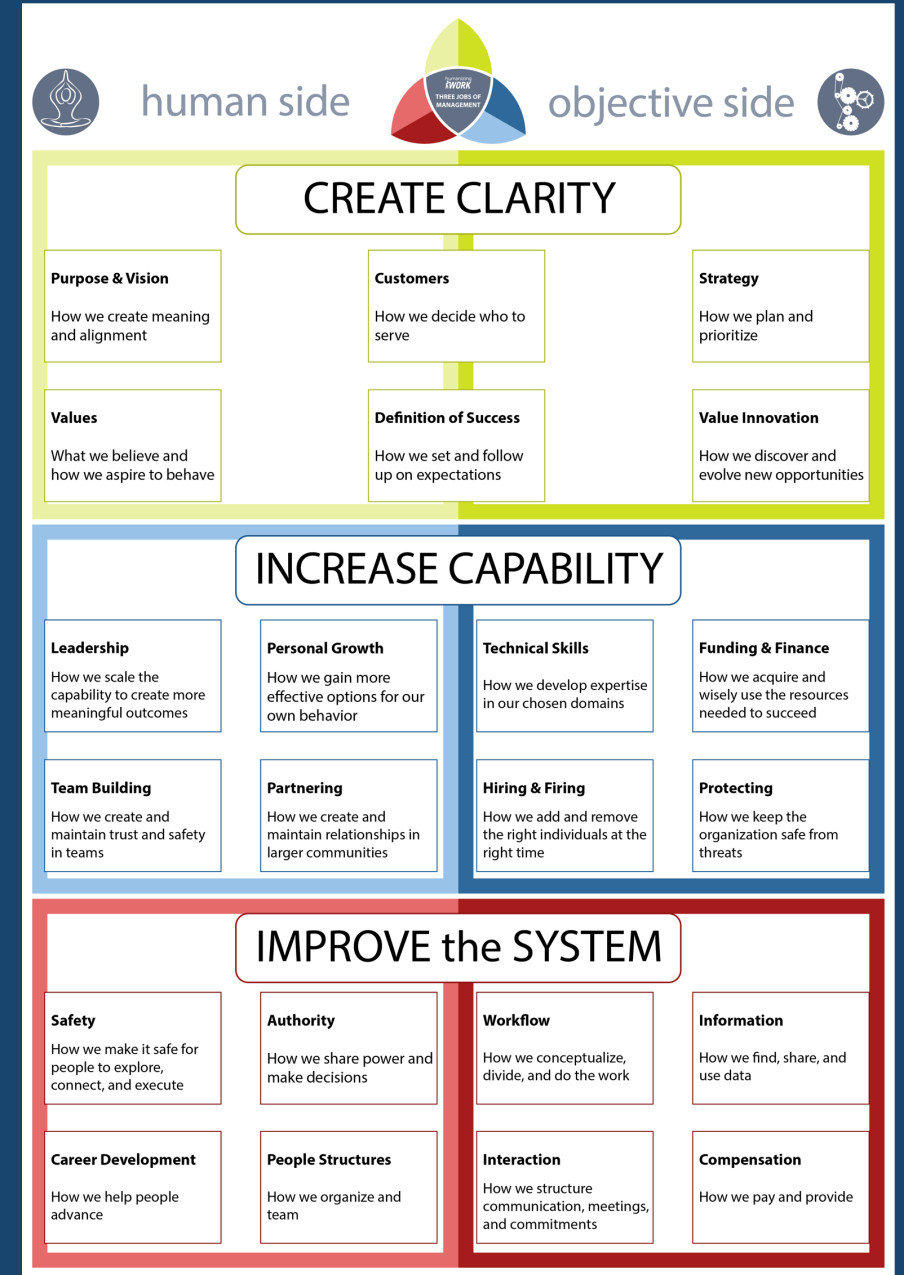 human side
humanizing
WORK
THREE JOBS OF
MANAGEMENT
objective side
CREATE CLARITY
Purpose & Vision
How we create meaning
and alignment
Customers
How we decide who to
serve
Strategy
How we plan and
prioritize
Values
What we believe and
how we aspire to behave
Definition of Success
How we set and follow
up on expectations
Value Innovation
How we discover and
evolve new opportunities
INCREASE CAPABILITY
Leadership
How we scale the
capability to create more
meaningful outcomes
Personal Growth
How we gain more
effective options for our
own behavior
Technical Skills
How we develop expertise
in our chosen domains
Funding & Finance
How we acquire and
wisely use the resources
needed to succeed
Team Building
How we create and
maintain trust and safety
in teams
Partnering
How we create and
maintain relationships in
larger communities
Hiring & Firing
How we add and remove
the right individuals at the
right time
Protecting
How we keep the
organization safe from
threats
IMPROVE the SYSTEM
Safety
How we make it safe for
people to explore,
connect, and execute
Authority
How we share power and
make decisions
Workflow
How we conceptualize,
divide, and do the work
Information
How we find, share, and
use data
Career Development
How we help people
advance
People Structures
How we organize and
team
Interaction
How we structure
communication, meetings,
and commitments
Compensation
How we pay and provide